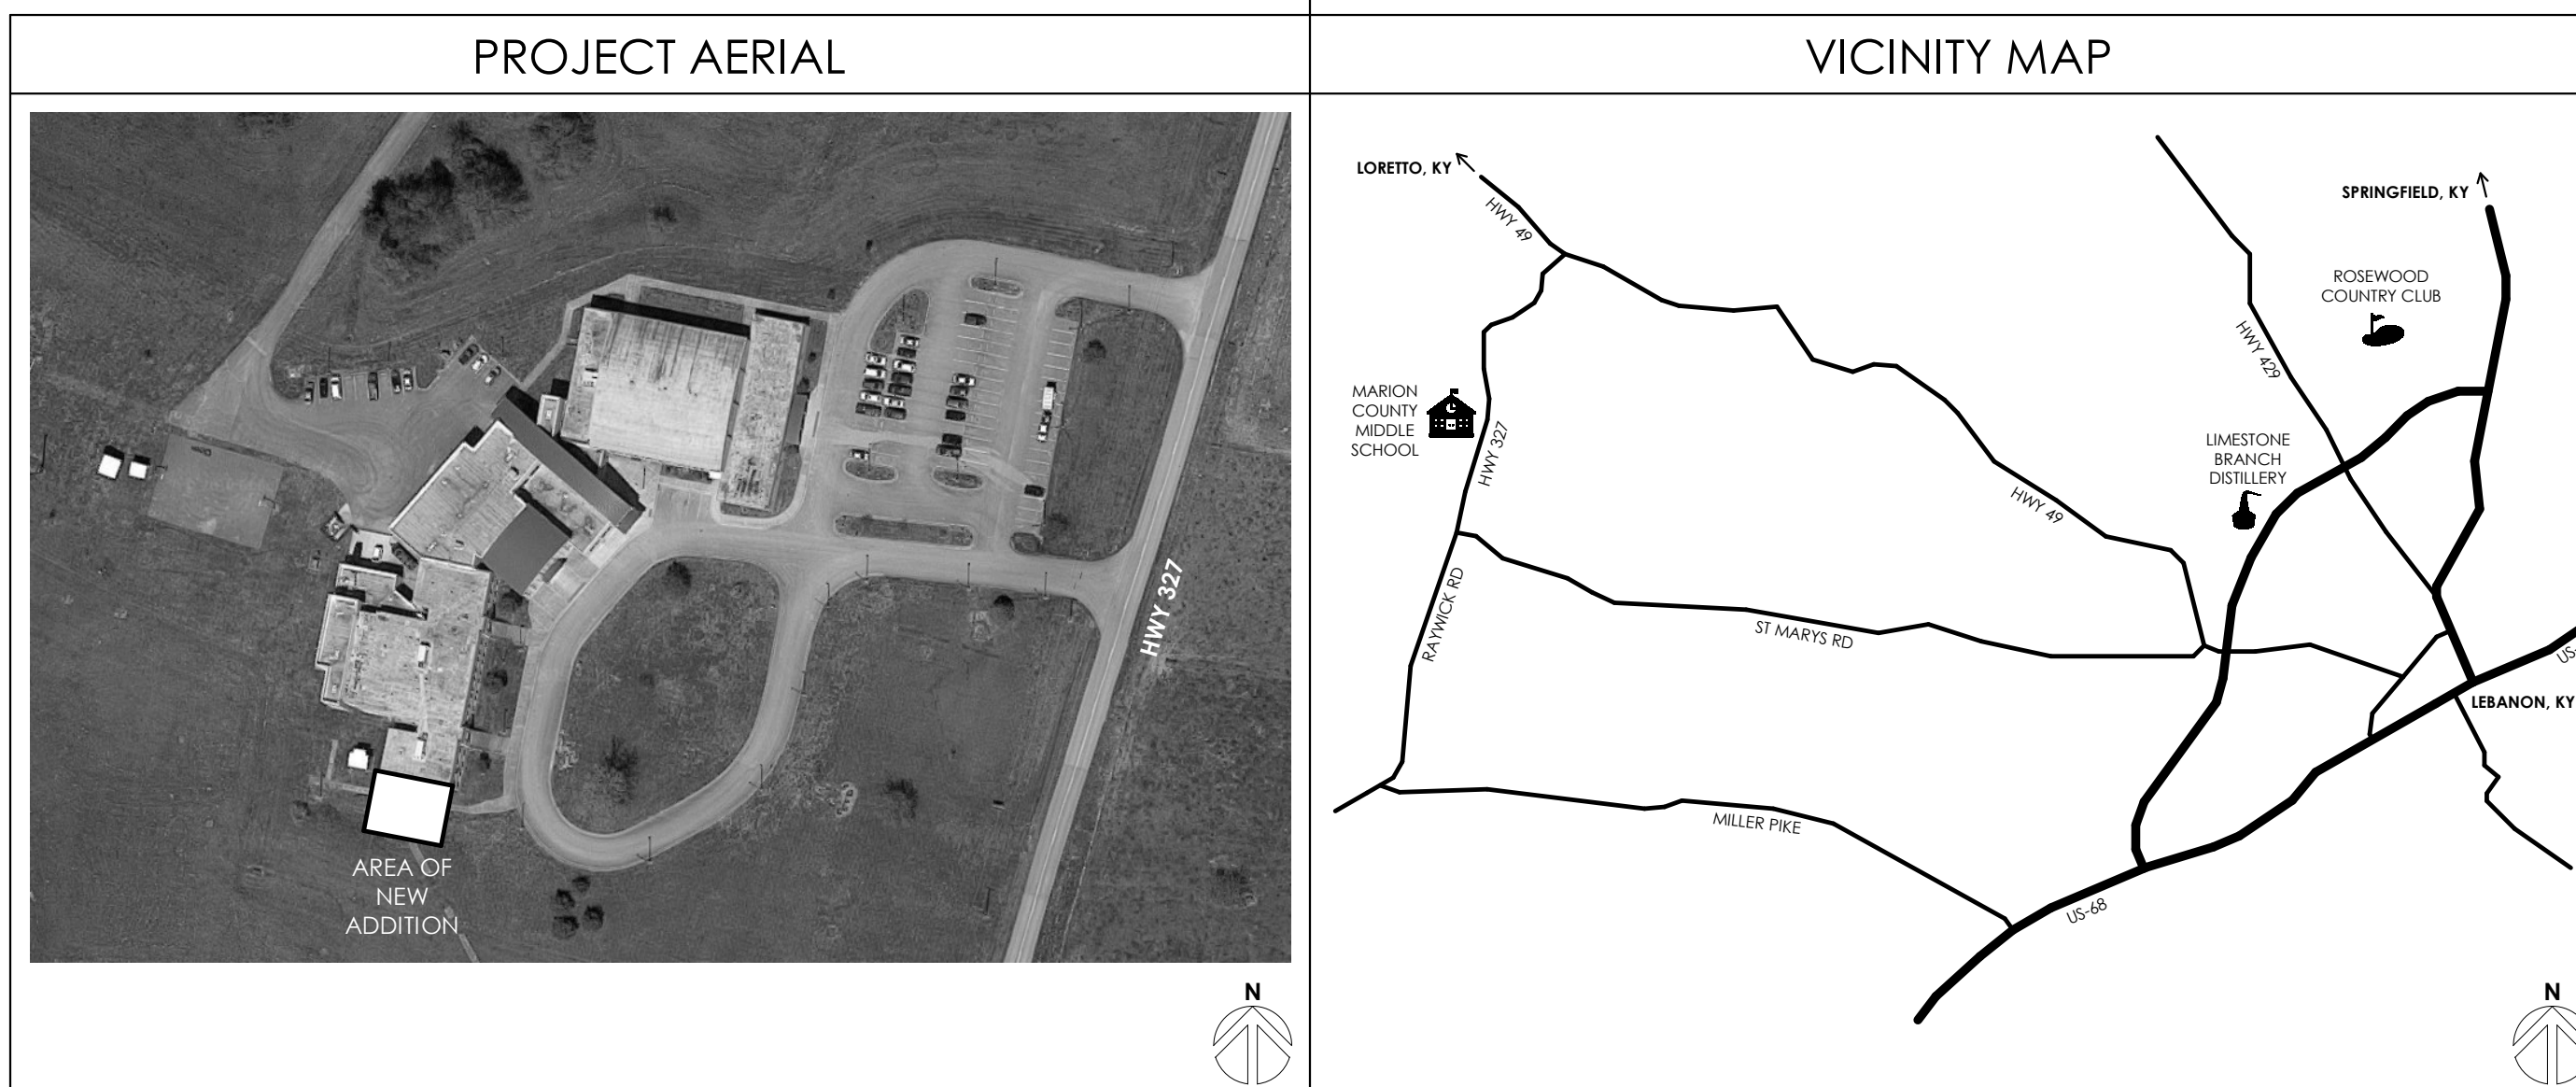 PROJECT AERIAL
HWY 327
AREA OF
NEW
ADDITION
N
VICINITY MAP
LORETTO, KY
HWY 49
SPRINGFIELD, KY
ROSEWOOD
COUNTRY CLUB
HWY 429
MARION
COUNTY
MIDDLE
SCHOOL
HWY 327
LIMESTONE
BRANCH
DISTILLERY
HWY 49
RAYWICK RD
ST MARYS RD
US-
LEBANON, KY
MILLER PIKE
US-68
N